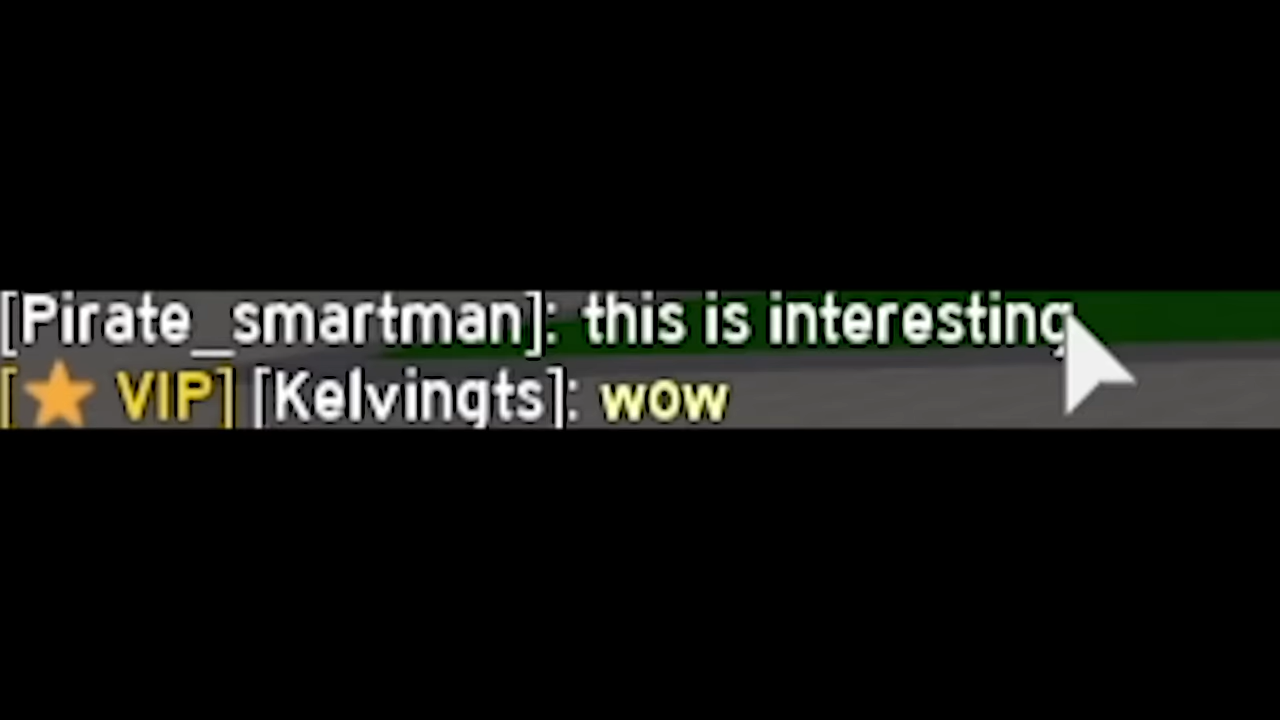 [Pirate_smartman]: this is interesting
[⭐ VIP] [Kelvingts]: wow